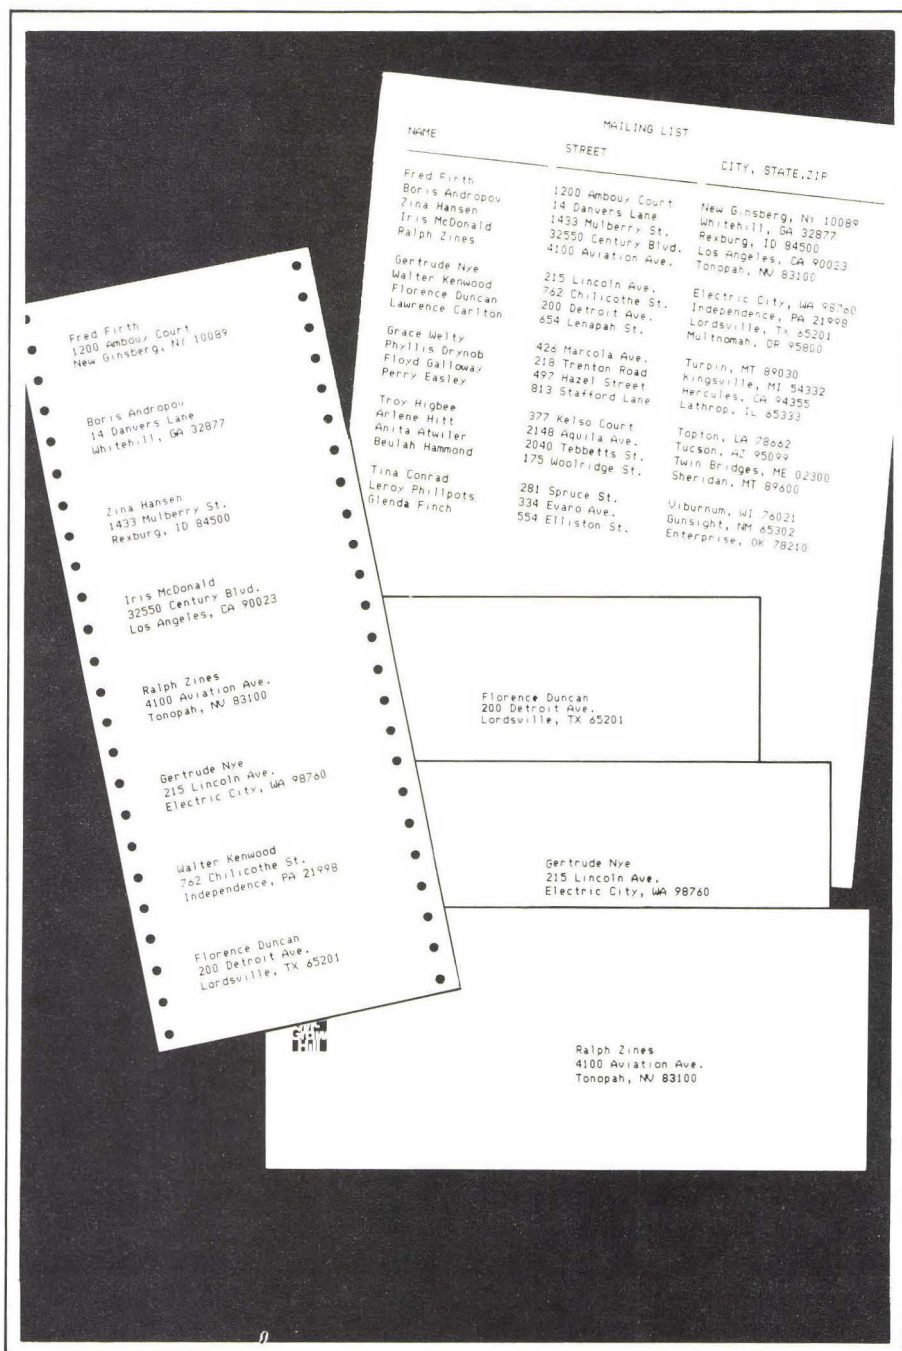 MAILING LIST
NAME STREET CITY, STATE,ZIP
Fred Firth 1200 Ambouy Court New Ginsberg, NY 10089
Boris Andropov 14 Danvers Lane Whitehill, GA 32877
Zina Hansen 1433 Mulberry St. Rexburg, ID 84500
Iris McDonald 32550 Century Blvd. Los Angeles, CA 90023
Ralph Zines 4100 Aviation Ave. Tonopah, NV 83100
Gertrude Nye 215 Lincoln Ave. Electric City, WA 98760
Walter Kenwood 762 Chilicothe St. Independence, PA 21998
Florence Duncan 200 Detroit Ave. Lordsville, TX 65201
Lawrence Carlton 654 Lenapah St. Multnomah, OR 95800
Grace Welty 426 Marcola Ave. Turpin, MT 89030
Phyllis Drynob 218 Trenton Road Kingsville, MI 54332
Floyd Galloway 497 Hazel Street Hercules, CA 94355
Perry Easley 813 Stafford Lane Lathrop, IL 65333
Troy Higbee 377 Kelso Court Topton, LA 78662
Arlene Hitt 2148 Aquila Ave. Tucson, AZ 95099
Anita Atwiler 2040 Tebbetts St. Twin Bridges, ME 02300
Beulah Hammond 175 Woolridge St. Sheridan, MT 89600
Tina Conrad 281 Spruce St. Viburnum, WI 76021
Leroy Phillpots 334 Evaro Ave. Gunsight, NM 65302
Glenda Finch 554 Elliston St. Enterprise, OK 78210
Fred Firth
1200 Ambouy Court
New Ginsberg, NY 10089
Boris Andropov
14 Danvers Lane
Whitehill, GA 32877
Zina Hansen
1433 Mulberry St.
Rexburg, ID 84500
Iris McDonald
32550 Century Blvd.
Los Angeles, CA 90023
Ralph Zines
4100 Aviation Ave.
Tonopah, NV 83100
Gertrude Nye
215 Lincoln Ave.
Electric City, WA 98760
Walter Kenwood
762 Chilicothe St.
Independence, PA 21998
Florence Duncan
200 Detroit Ave.
Lordsville, TX 65201
Florence Duncan
200 Detroit Ave.
Lordsville, TX 65201
Gertrude Nye
215 Lincoln Ave.
Electric City, WA 98760
Graw
Hill
Ralph Zines
4100 Aviation Ave.
Tonopah, NV 83100